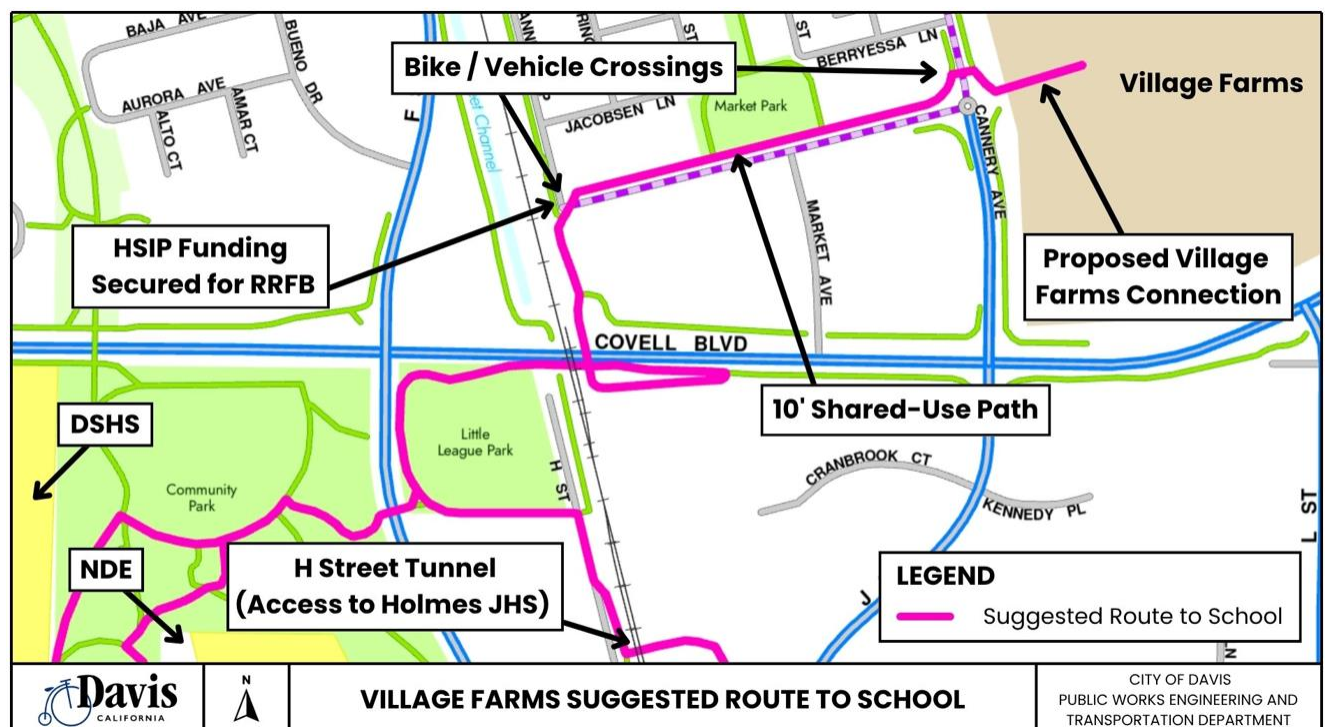 BAJA AVE
BUENO DR
AURORA AVE
AMAR CT
ALTO CT
F
Channel
JACOBSEN LN
ST
ST
BERRYESSA LN
Market Park
CANNERY AVE
MARKET AVE
Bike / Vehicle Crossings
Village Farms
HSIP Funding
Secured for RRFB
Proposed Village
Farms Connection
COVELL BLVD
10' Shared-Use Path
DSHS
Little
League Park
Community
Park
H ST
CRANBROOK CT
KENNEDY PL
L ST
NDE
H Street Tunnel
(Access to Holmes JHS)
J
LEGEND
Suggested Route to School
N
Davis
CALIFORNIA
N
VILLAGE FARMS SUGGESTED ROUTE TO SCHOOL
CITY OF DAVIS
PUBLIC WORKS ENGINEERING AND
TRANSPORTATION DEPARTMENT